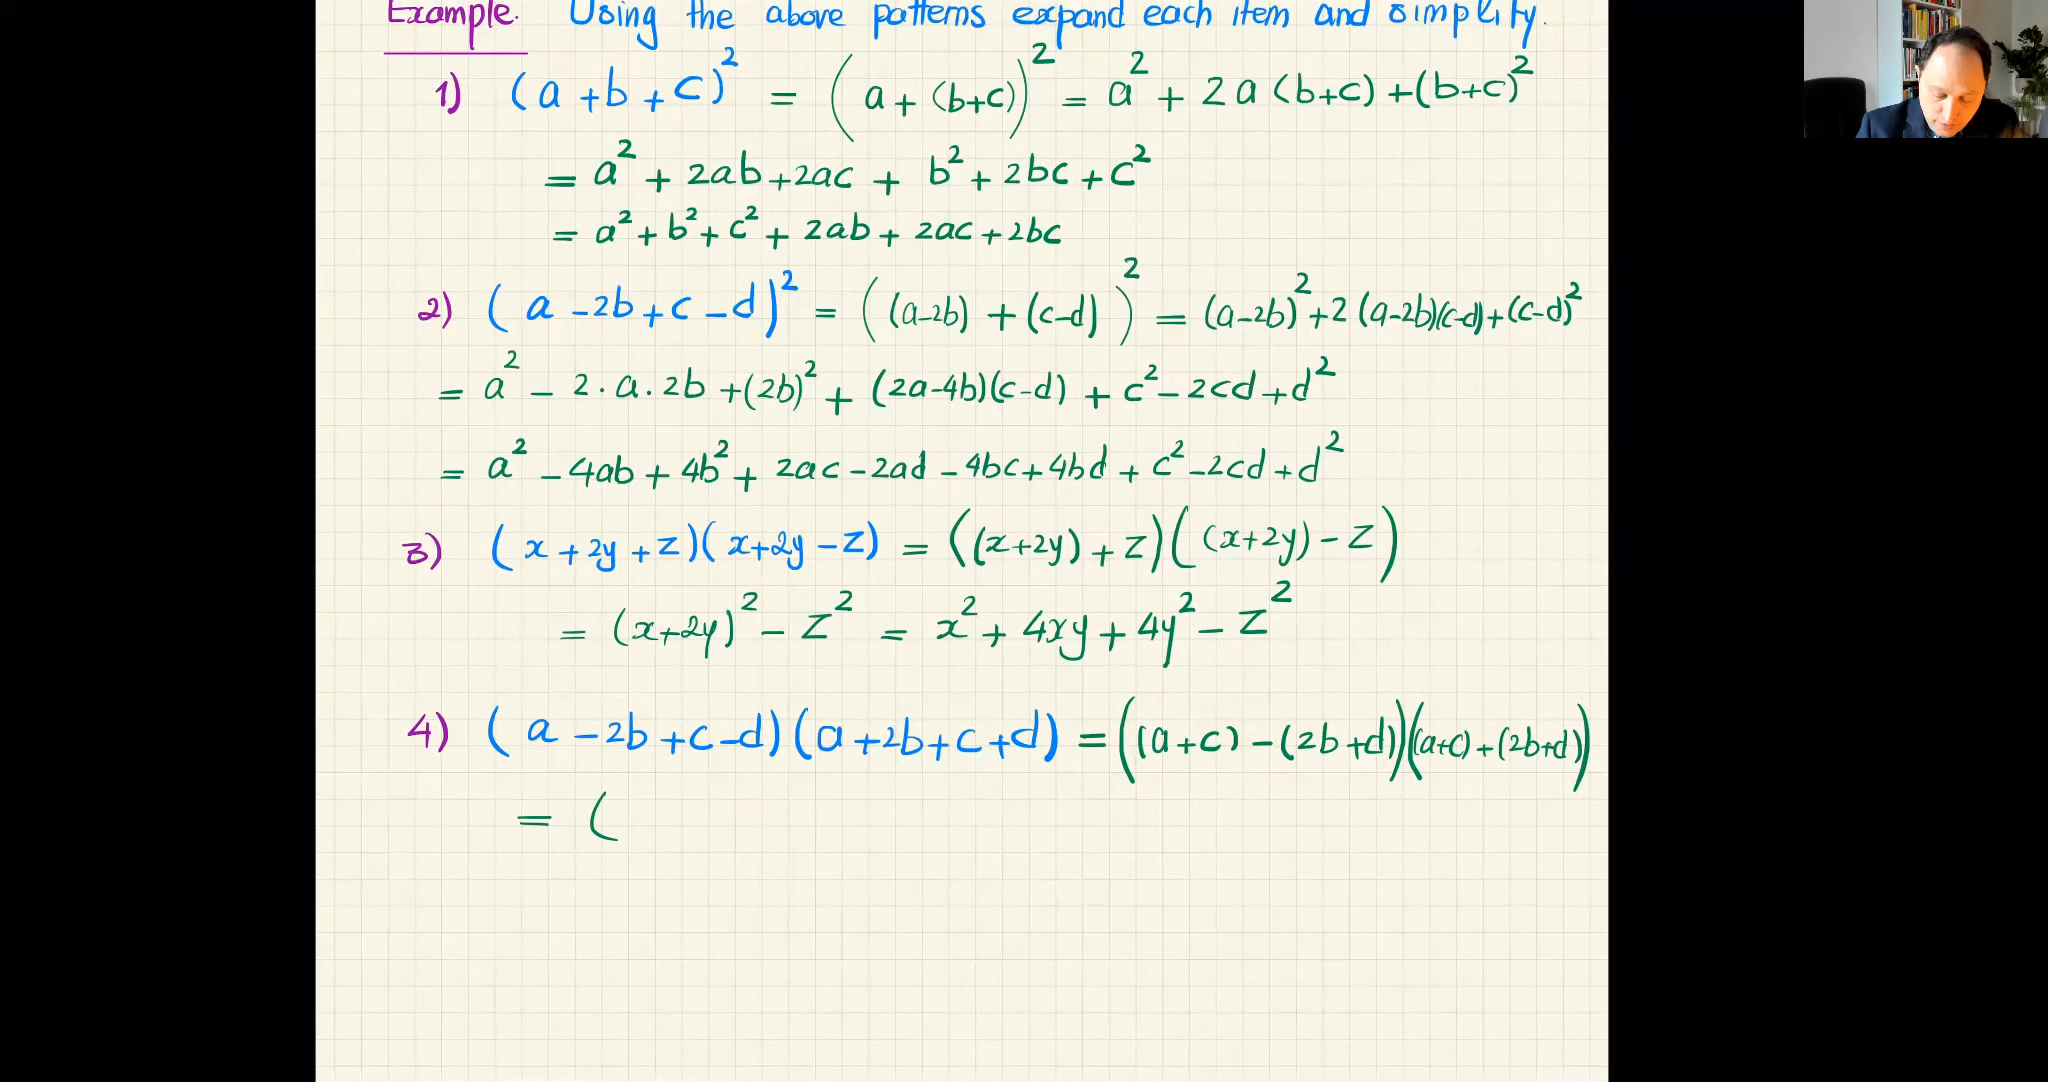 Example. Using the above patterns expand each item and simplify.
1) (a+b+c)² = (a+(b+c))² = a² + 2a(b+c)+(b+c)²
= a² + 2ab+2ac + b² + 2bc + c²
= a² + b² + c² + 2ab + 2ac + 2bc
2) (a-2b+c-d)² = ((a-2b)+(c-d))² = (a-2b)²+2(a-2b)(c-d)+(c-d)²
= a² - 2·a·2b+(2b)² + (2a-4b)(c-d) + c² - 2cd+d²
= a² - 4ab + 4b² + 2ac - 2ad - 4bc + 4bd + c² - 2cd + d²
3) (x+2y+z)(x+2y-z) = ((x+2y)+z)((x+2y)-z)
= (x+2y)² - z² = x² + 4xy + 4y² - z²
4) (a-2b+c-d)(a+2b+c+d) = ((a+c)-(2b+d))((a+c)+(2b+d))
= (